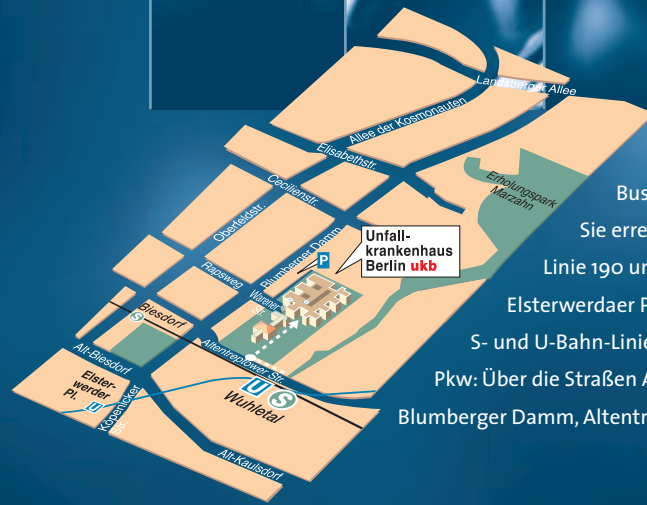 Landsberger Allee
Allee der Kosmonauten
Elisabethstr.
Cecilienstr.
Erholungspark
Marzahn
Oberfeldstr.
Blumberger Damm
Rapsweg
P
Unfall-
krankenhaus
Berlin ukb
Warener
Str.
Biesdorf
S
Altentreptower Str.
Alt-Biesdorf
Elster-
werder
Pl.
U
Köpenicker
Str.
U S
Wuhletal
Alt-Kaulsdorf
Bus
Sie erre
Linie 190 u
Elsterwerdaer P
S- und U-Bahn-Linie
Pkw: Über die Straßen A
Blumberger Damm, Altentr